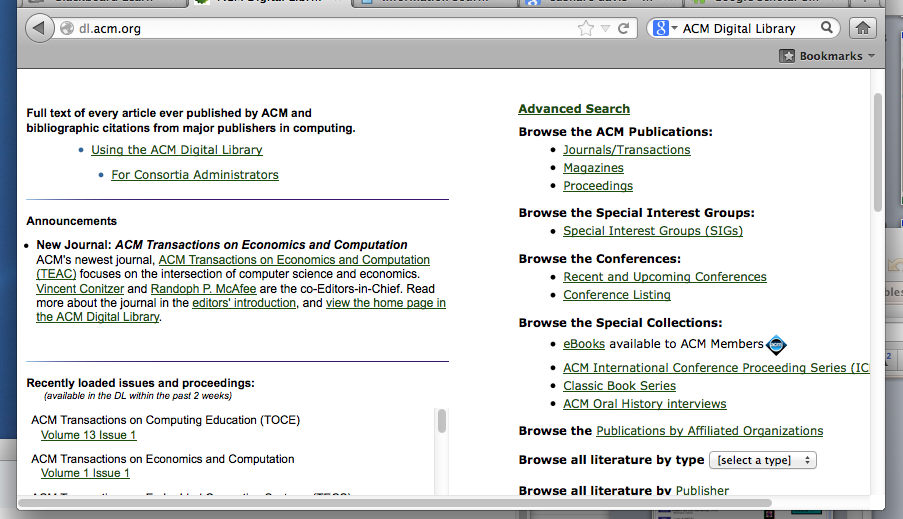 dl.acm.org
ACM Digital Library
Bookmarks
Full text of every article ever published by ACM and
bibliographic citations from major publishers in computing.
Using the ACM Digital Library
For Consortia Administrators
Announcements
New Journal: ACM Transactions on Economics and Computation
ACM's newest journal, ACM Transactions on Economics and Computation
(TEAC) focuses on the intersection of computer science and economics.
Vincent Conitzer and Randoph P. McAfee are the co-Editors-in-Chief. Read
more about the journal in the editors' introduction, and view the home page in
the ACM Digital Library.
Recently loaded issues and proceedings:
(available in the DL within the past 2 weeks)
ACM Transactions on Computing Education (TOCE)
Volume 13 Issue 1
ACM Transactions on Economics and Computation
Volume 1 Issue 1
Advanced Search
Browse the ACM Publications:
Journals/Transactions
Magazines
Proceedings
Browse the Special Interest Groups:
Special Interest Groups (SIGs)
Browse the Conferences:
Recent and Upcoming Conferences
Conference Listing
Browse the Special Collections:
eBooks available to ACM Members acm
ACM International Conference Proceeding Series (IC
Classic Book Series
ACM Oral History interviews
Browse the Publications by Affiliated Organizations
Browse all literature by type [select a type]
Browse all literature by Publisher